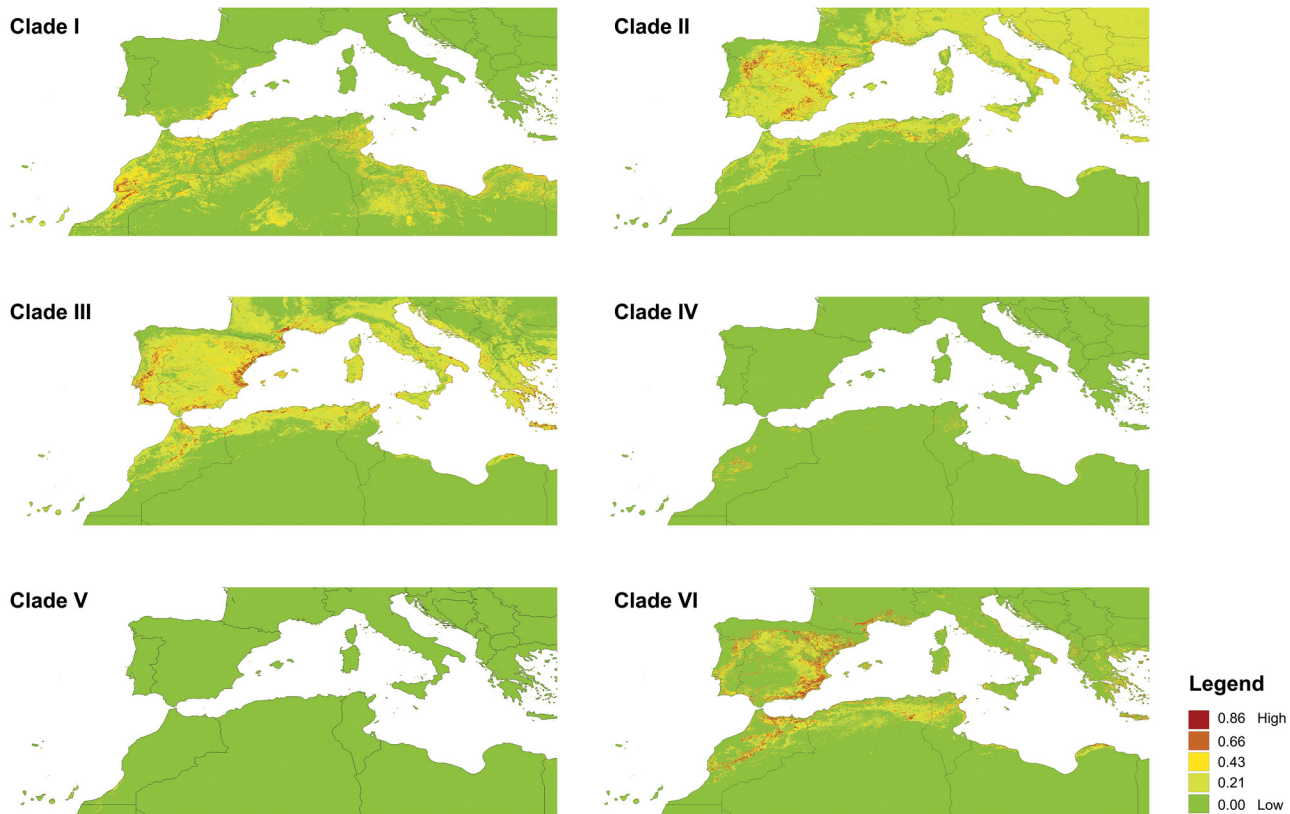 Clade I
Clade II
Clade III
Clade IV
Clade V
Clade VI
Legend
0.86 High
0.66
0.43
0.21
0.00 Low